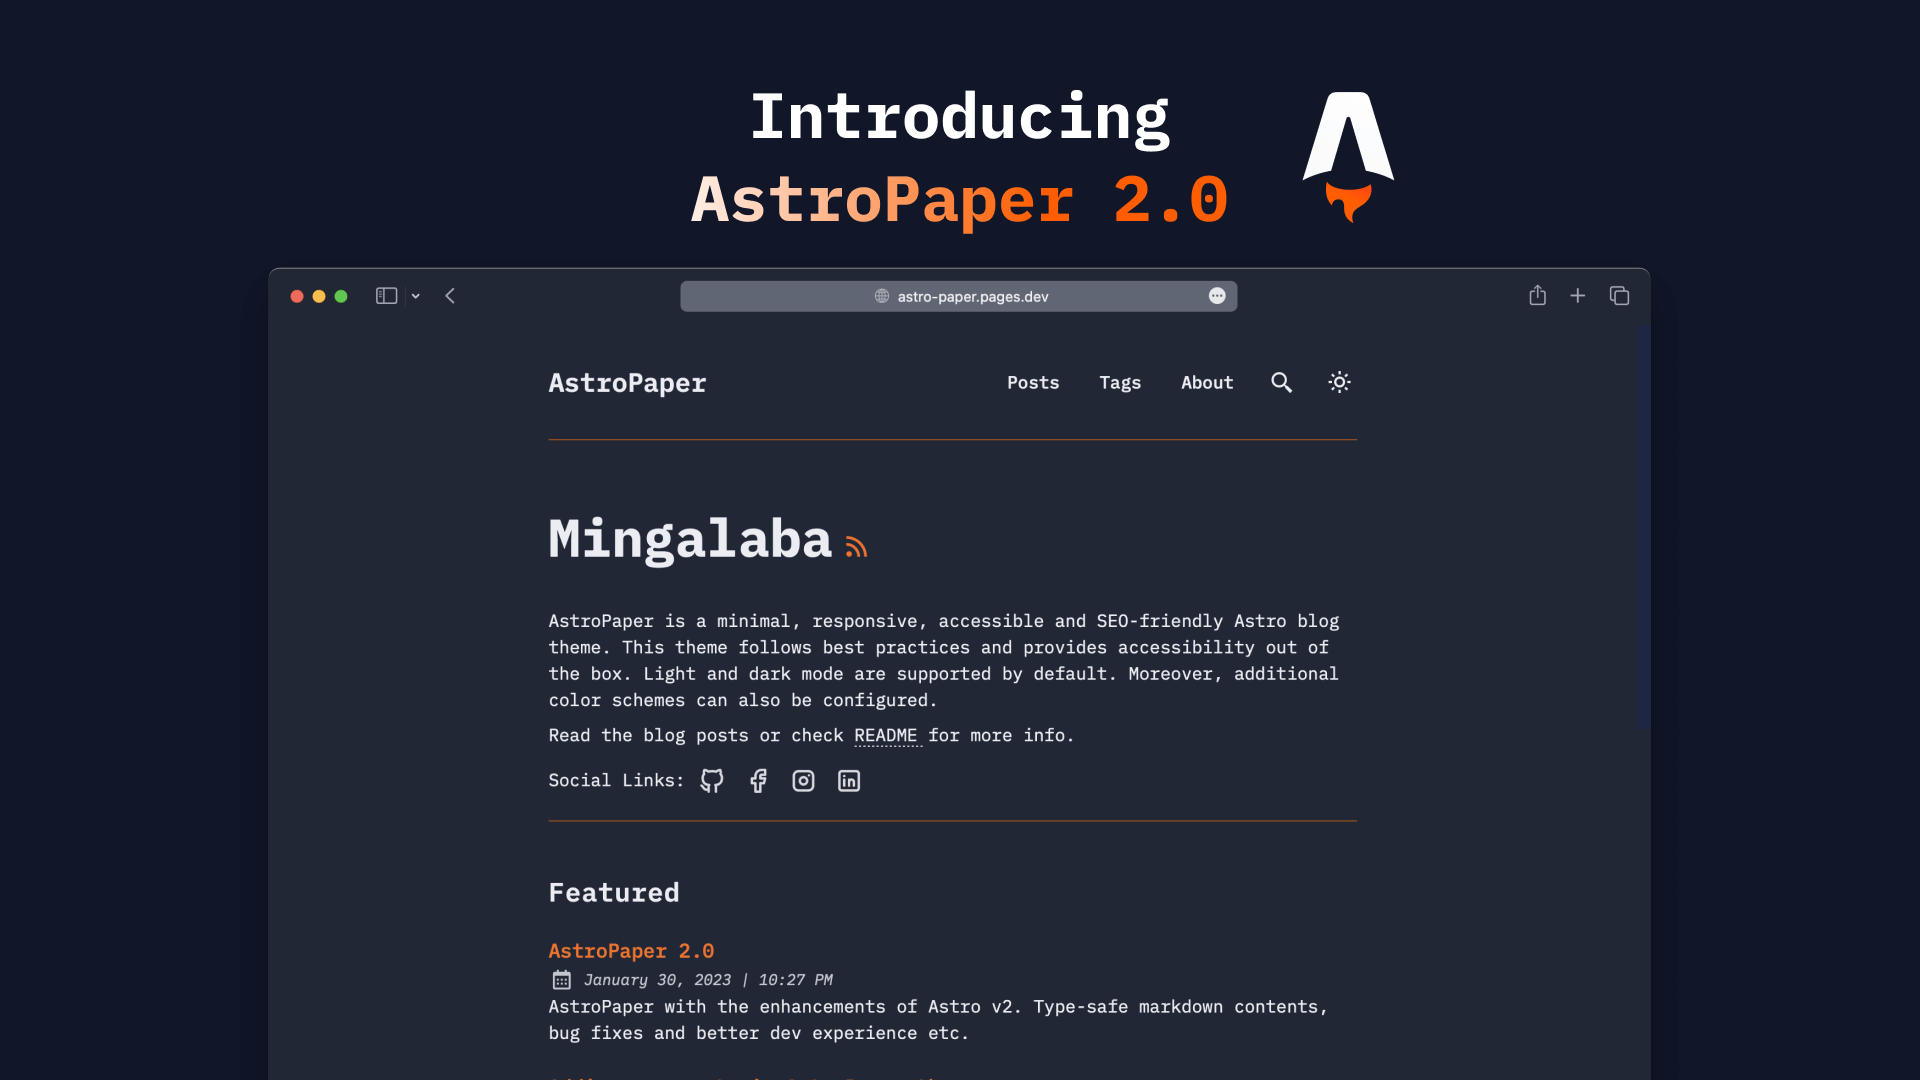 Introducing
AstroPaper 2.0
astro-paper.pages.dev
AstroPaper
Posts
Tags
About
Mingalaba
AstroPaper is a minimal, responsive, accessible and SEO-friendly Astro blog
theme. This theme follows best practices and provides accessibility out of
the box. Light and dark mode are supported by default. Moreover, additional
color schemes can also be configured.
Read the blog posts or check README for more info.
Social Links:
Featured
AstroPaper 2.0
January 30, 2023 | 10:27 PM
AstroPaper with the enhancements of Astro v2. Type-safe markdown contents,
bug fixes and better dev experience etc.